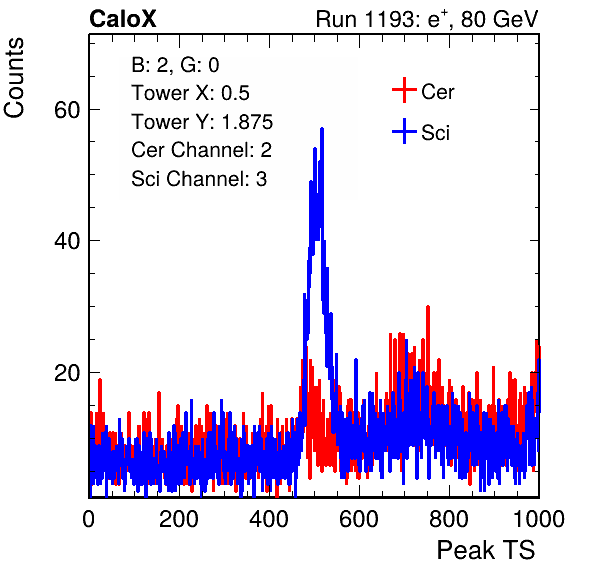 CaloX Run 1193: e⁺, 80 GeV
Counts
B: 2, G: 0
Tower X: 0.5
Tower Y: 1.875
Cer Channel: 2
Sci Channel: 3
Cer
Sci
60
40
20
0 200 400 600 800 1000
Peak TS